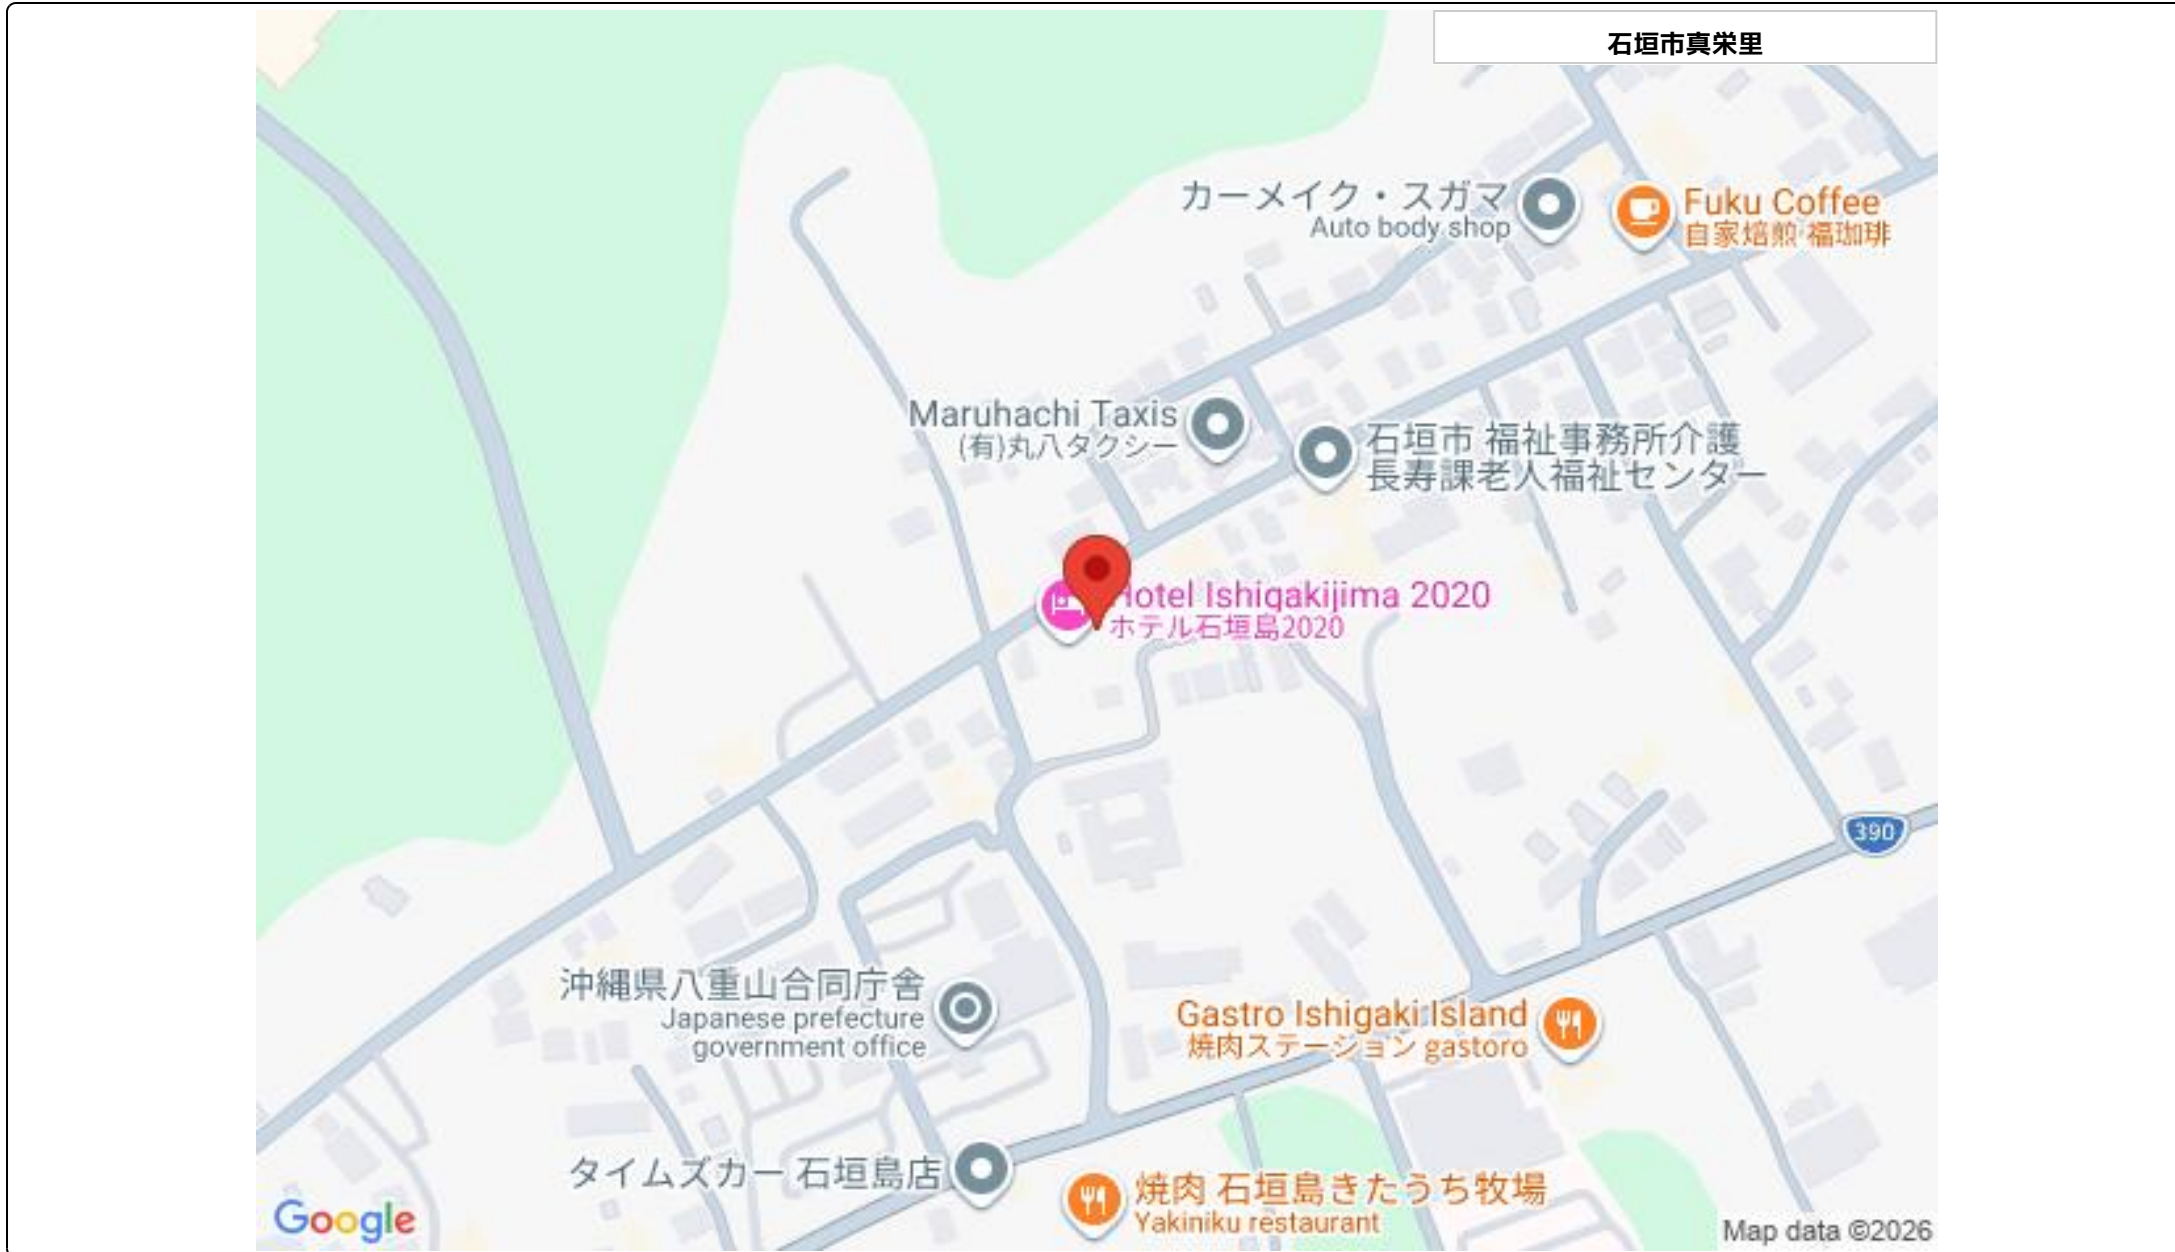 石垣市真栄里
カーメイク・スガマ
Auto body shop
Fuku Coffee
自家焙煎 福珈琲
Maruhachi Taxis
(有)丸八タクシー
石垣市 福祉事務所介護
長寿課老人福祉センター
Hotel Ishigakijima 2020
ホテル石垣島2020
390
沖縄県八重山合同庁舎
Japanese prefecture
government office
Gastro Ishigaki Island
焼肉ステーション gastoro
タイムズカー 石垣島店
焼肉 石垣島きたうち牧場
Yakiniku restaurant
Google
Map data ©2026